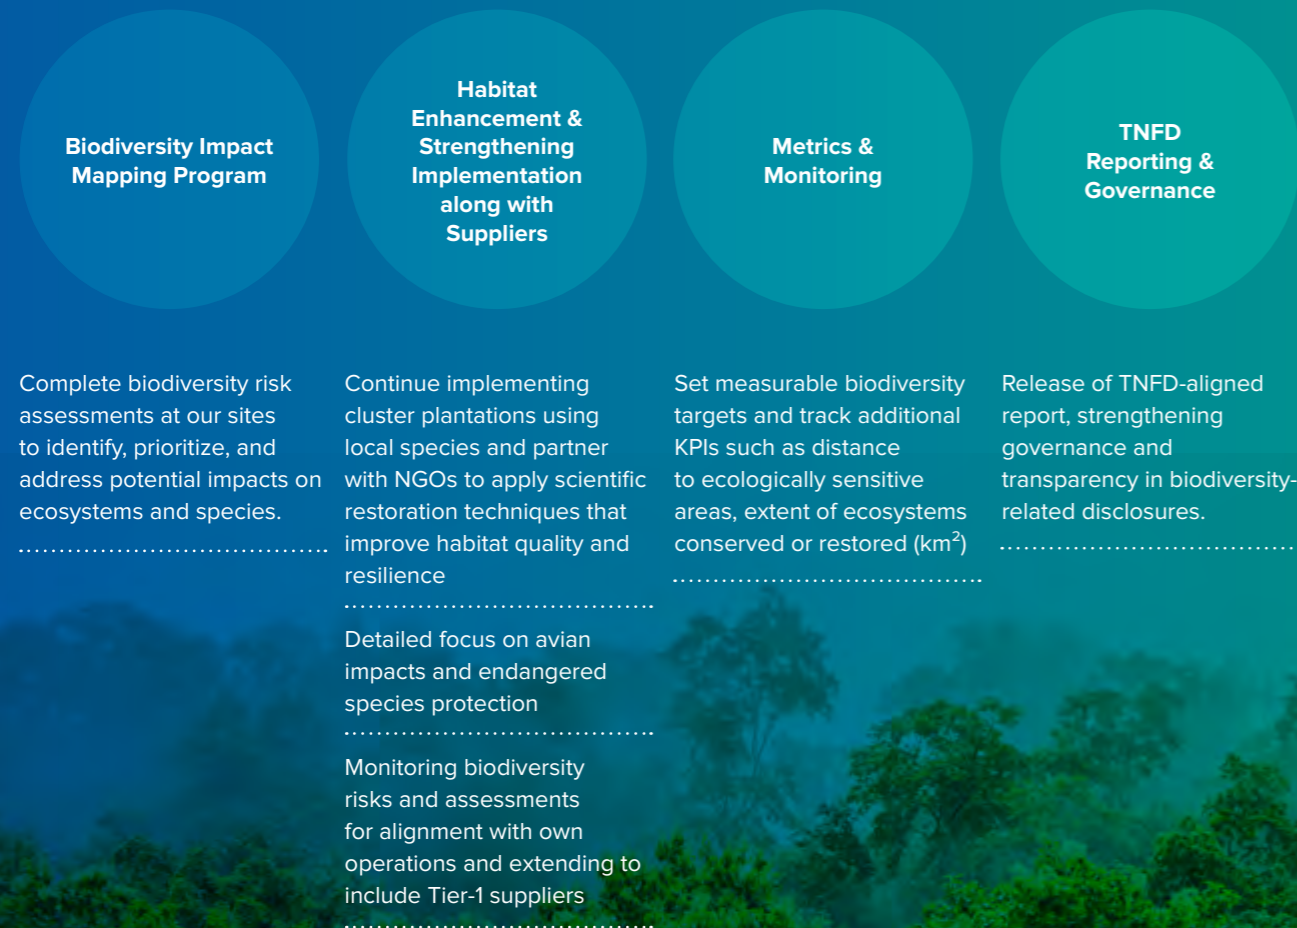 Biodiversity Impact
Mapping Program
Habitat
Enhancement &
Strengthening
Implementation
along with
Suppliers
Metrics &
Monitoring
TNFD
Reporting &
Governance
Complete biodiversity risk
assessments at our sites
to identify, prioritize, and
address potential impacts on
ecosystems and species.
Continue implementing
cluster plantations using
local species and partner
with NGOs to apply scientific
restoration techniques that
improve habitat quality and
resilience
Detailed focus on avian
impacts and endangered
species protection
Monitoring biodiversity
risks and assessments
for alignment with own
operations and extending to
include Tier-1 suppliers
Set measurable biodiversity
targets and track additional
KPIs such as distance
to ecologically sensitive
areas, extent of ecosystems
conserved or restored (km²)
Release of TNFD-aligned
report, strengthening
governance and
transparency in biodiversity-
related disclosures.